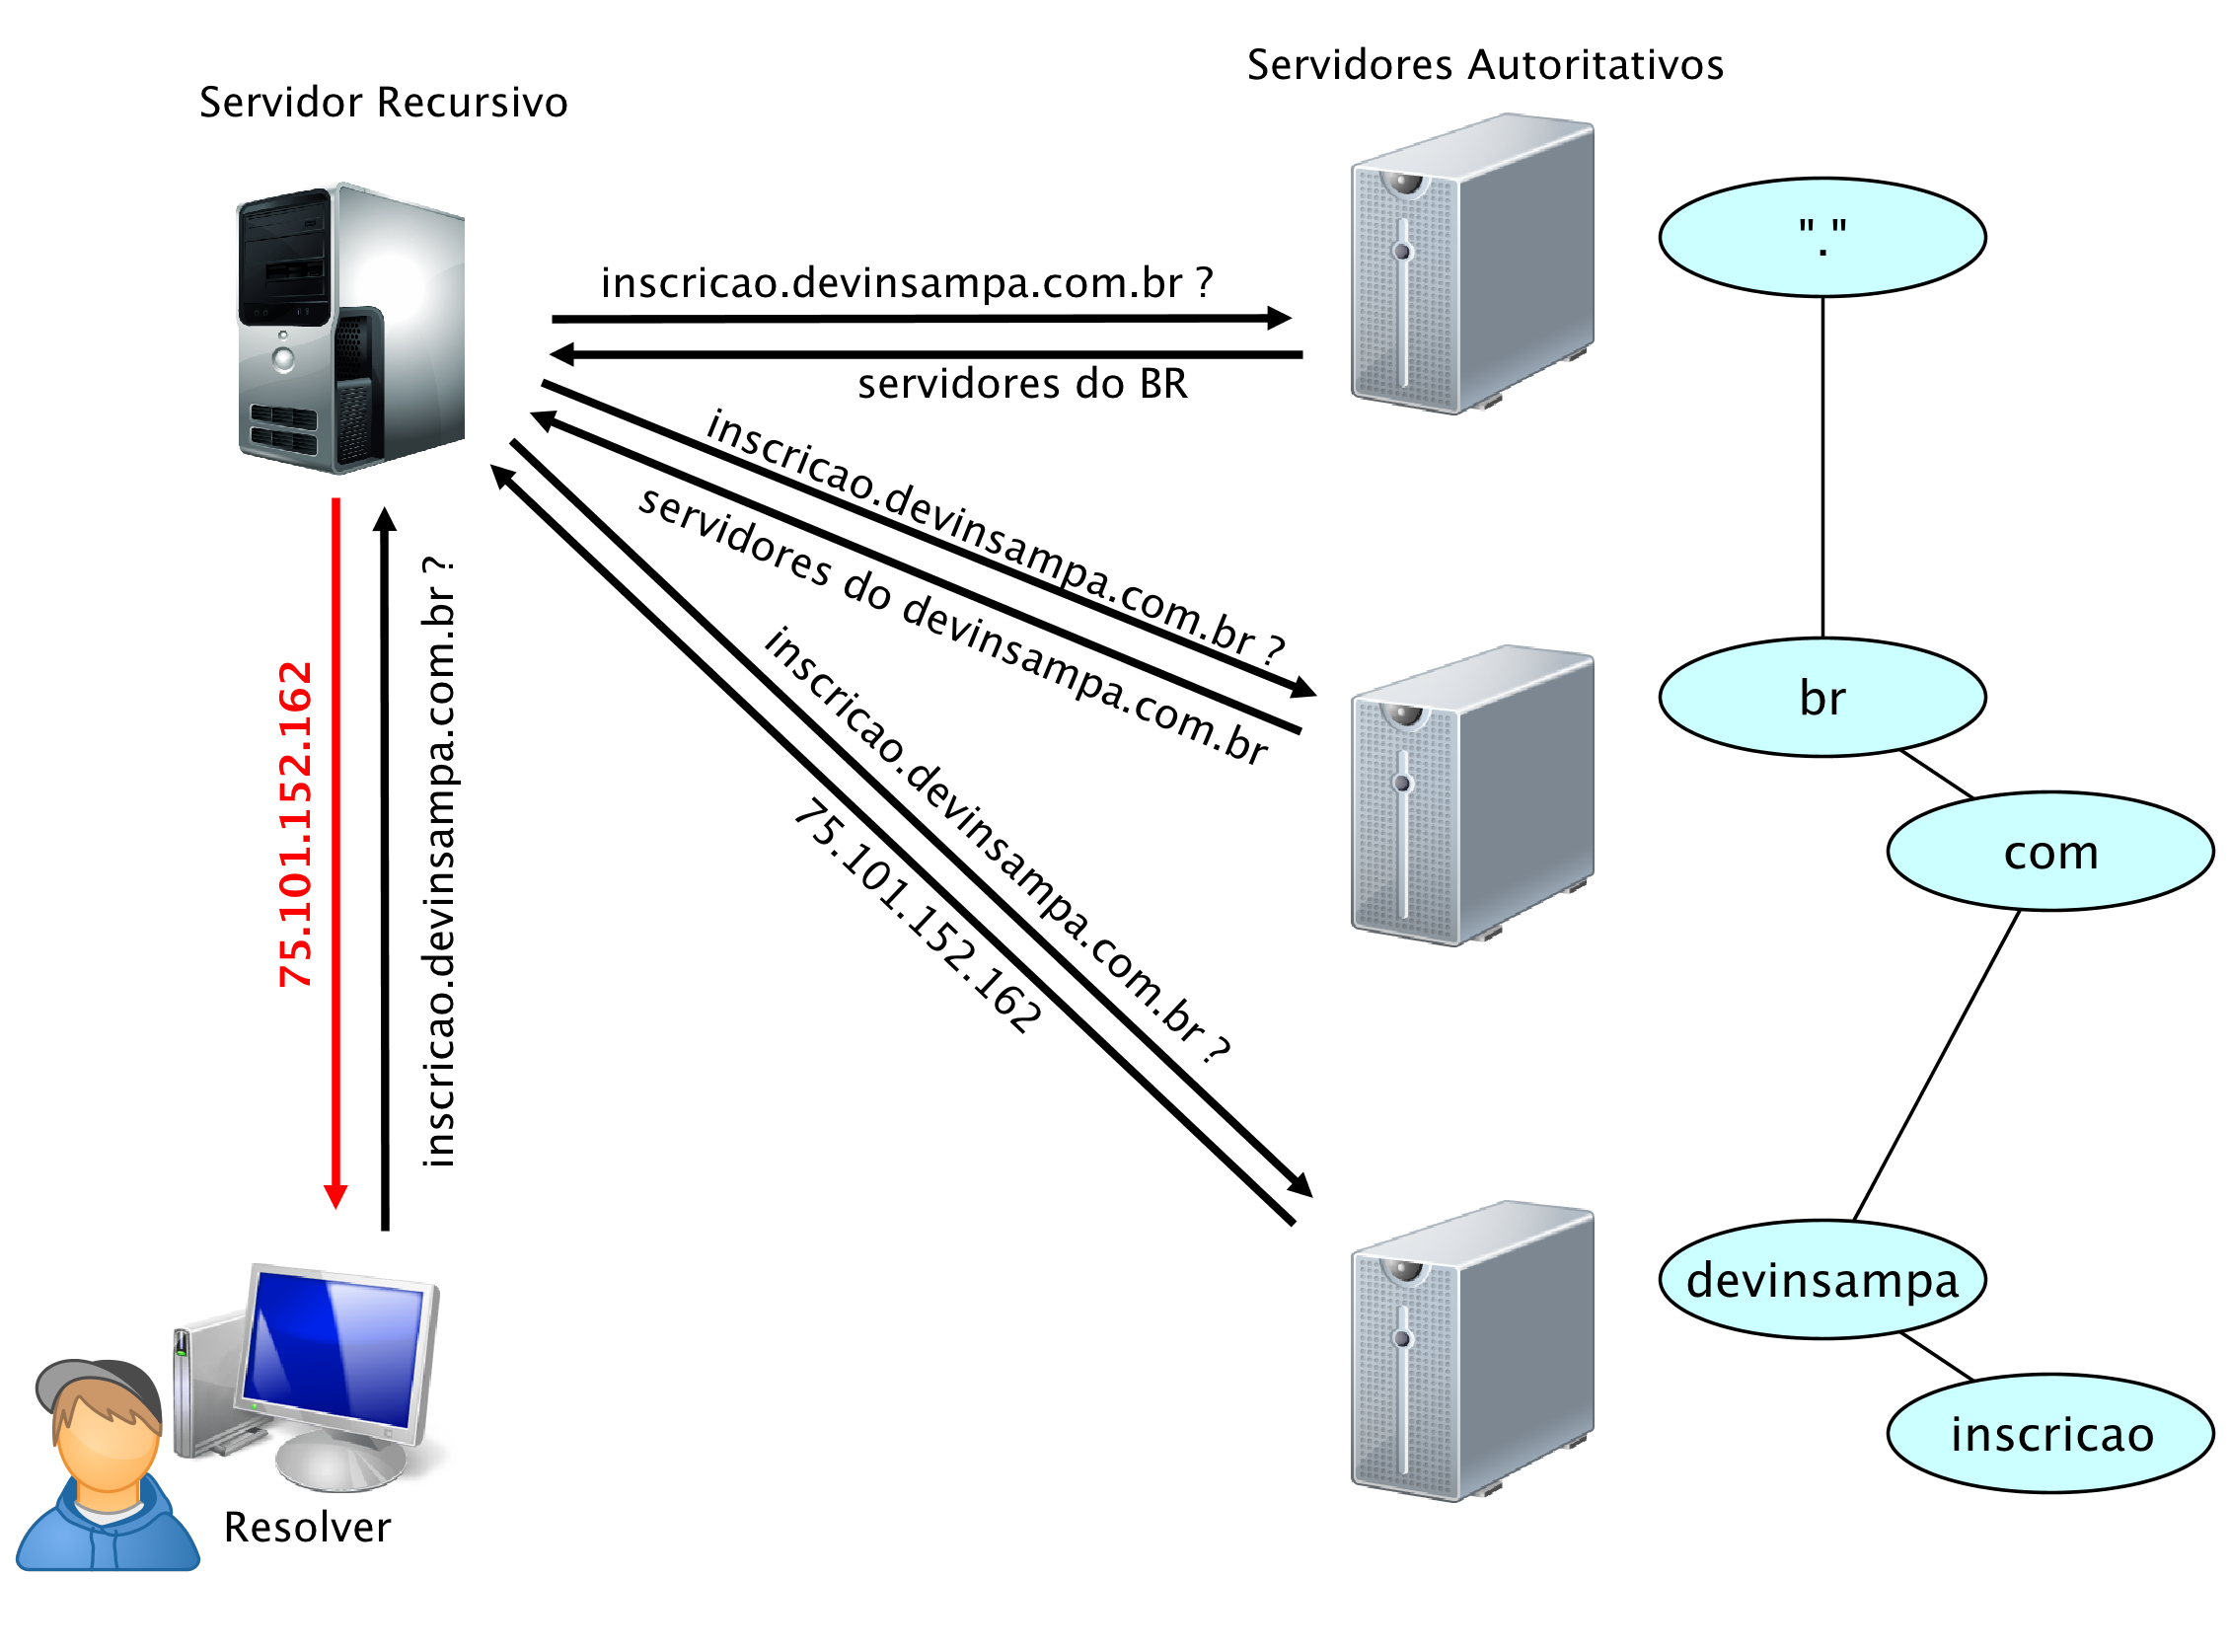 Servidores Autoritativos
Servidor Recursivo
"."
inscricao.devinsampa.com.br ?
servidores do BR
inscricao.devinsampa.com.br ?
servidores do devinsampa.com.br
br
inscricao.devinsampa.com.br ?
75.101.152.162
com
75.101.152.162
inscricao.devinsampa.com.br ?
devinsampa
inscricao
Resolver